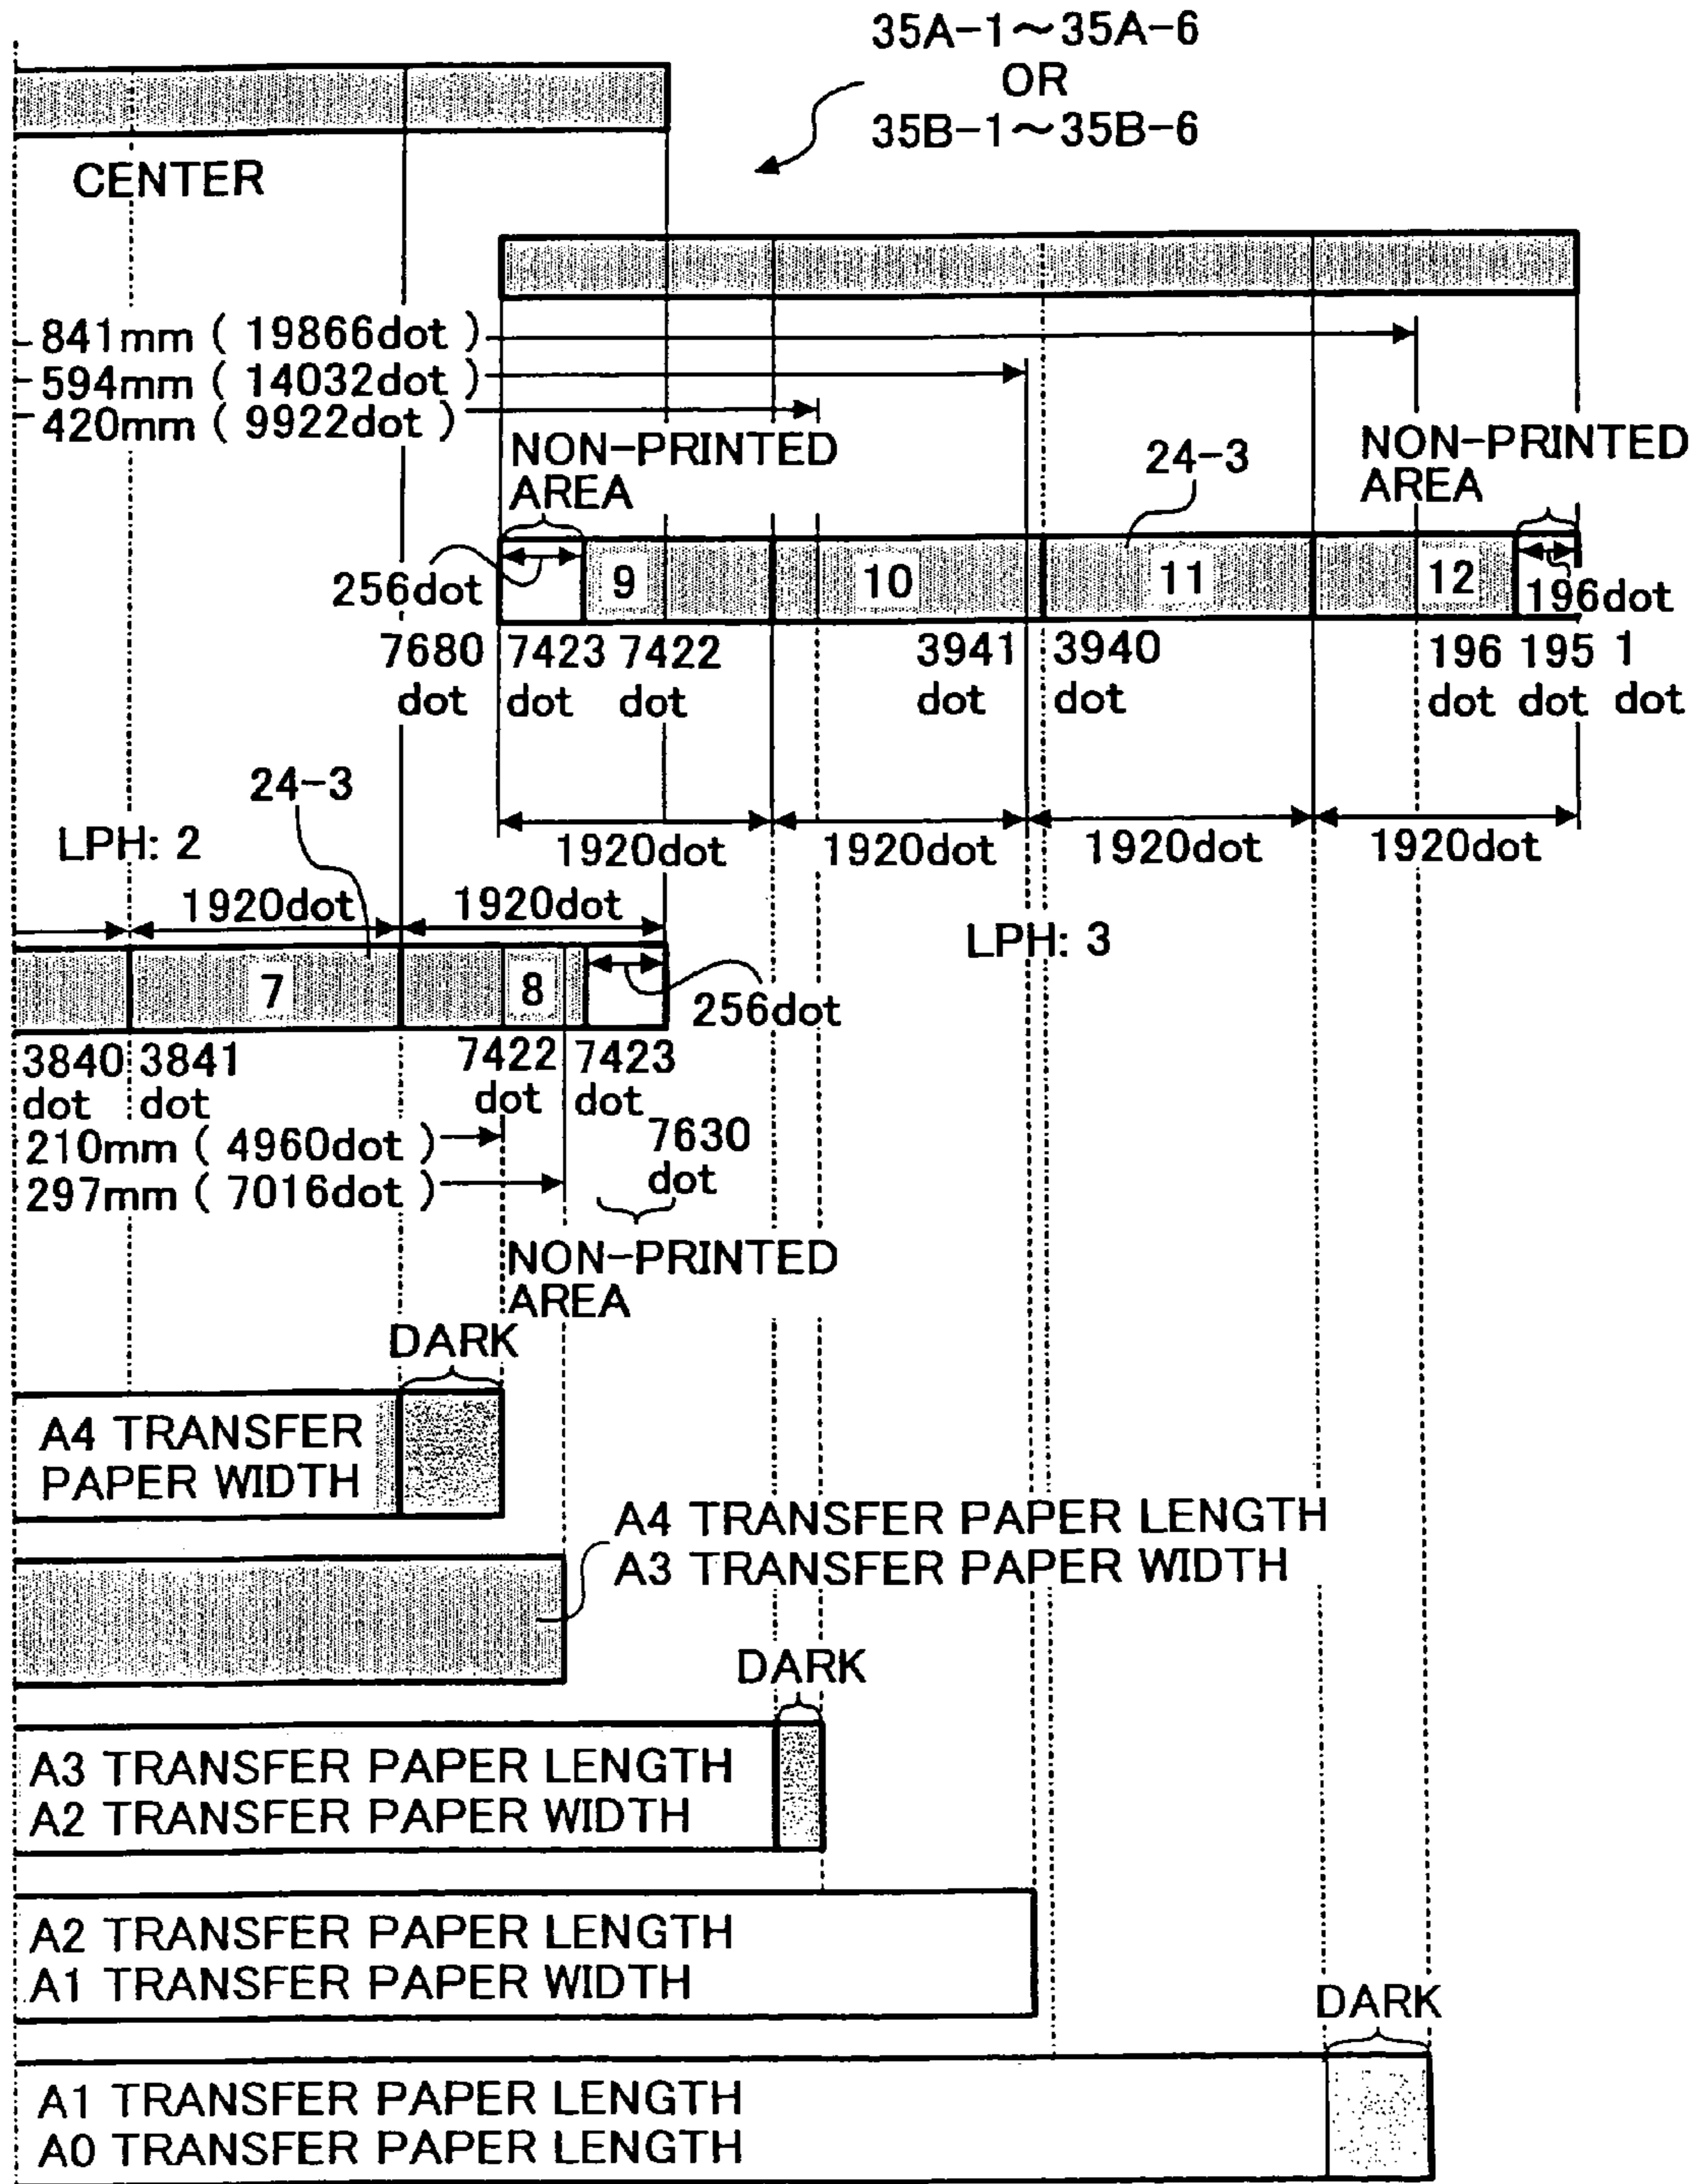 35A-1~35A-6
OR
35B-1~35B-6
CENTER
841mm ( 19866dot )
594mm ( 14032dot )
420mm ( 9922dot )
NON-PRINTED
AREA
24-3
NON-PRINTED
AREA
256dot
9
10
11
12
196dot
7680
dot
7423
dot
7422
dot
3941
dot
3940
dot
196
dot
195
dot
1
dot
24-3
LPH: 2
1920dot
1920dot
1920dot
1920dot
1920dot
1920dot
LPH: 3
7
8
256dot
3840
dot
3841
dot
7422
dot
7423
dot
210mm ( 4960dot )
7630
dot
297mm ( 7016dot )
NON-PRINTED
AREA
DARK
A4 TRANSFER
PAPER WIDTH
A4 TRANSFER PAPER LENGTH
A3 TRANSFER PAPER WIDTH
DARK
A3 TRANSFER PAPER LENGTH
A2 TRANSFER PAPER WIDTH
A2 TRANSFER PAPER LENGTH
A1 TRANSFER PAPER WIDTH
DARK
A1 TRANSFER PAPER LENGTH
A0 TRANSFER PAPER LENGTH